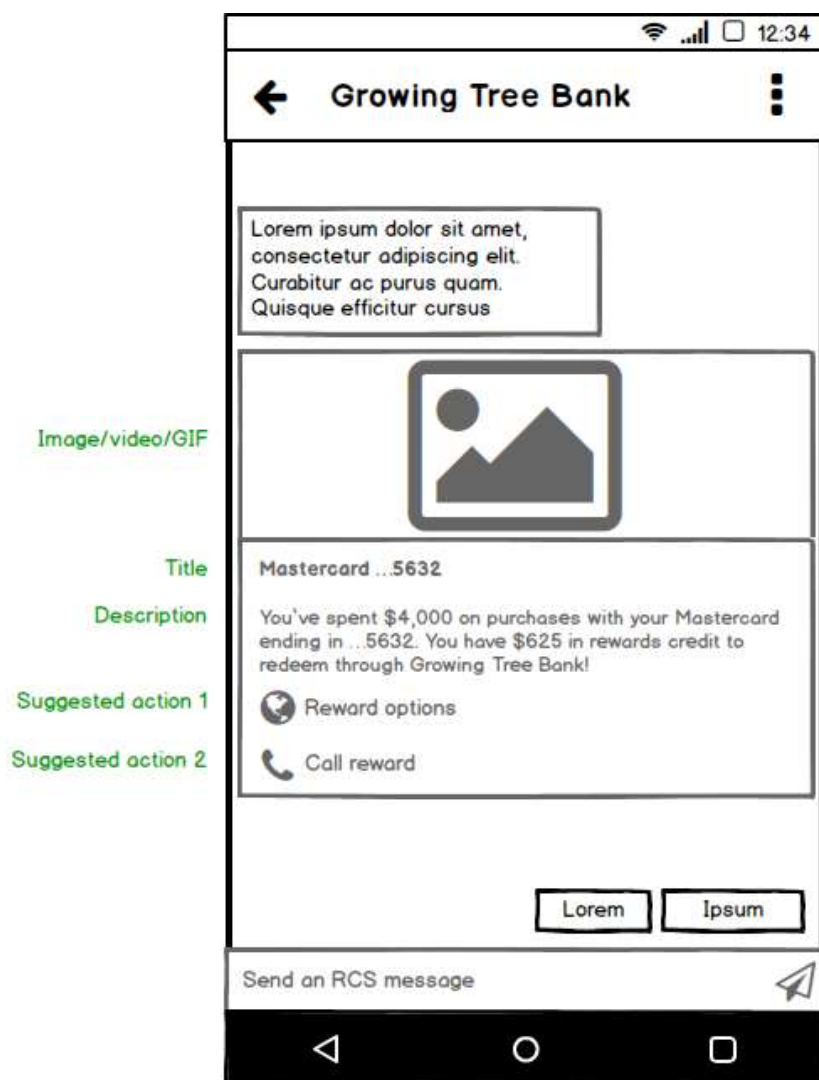 12:34
Growing Tree Bank
Lorem ipsum dolor sit amet,
consectetur adipiscing elit.
Curabitur ac purus quam.
Quisque efficitur cursus
Image/video/GIF
Title
Mastercard ...5632
Description
You've spent $4,000 on purchases with your Mastercard
ending in ...5632. You have $625 in rewards credit to
redeem through Growing Tree Bank!
Suggested action 1
Reward options
Suggested action 2
Call reward
Lorem
Ipsum
Send an RCS message